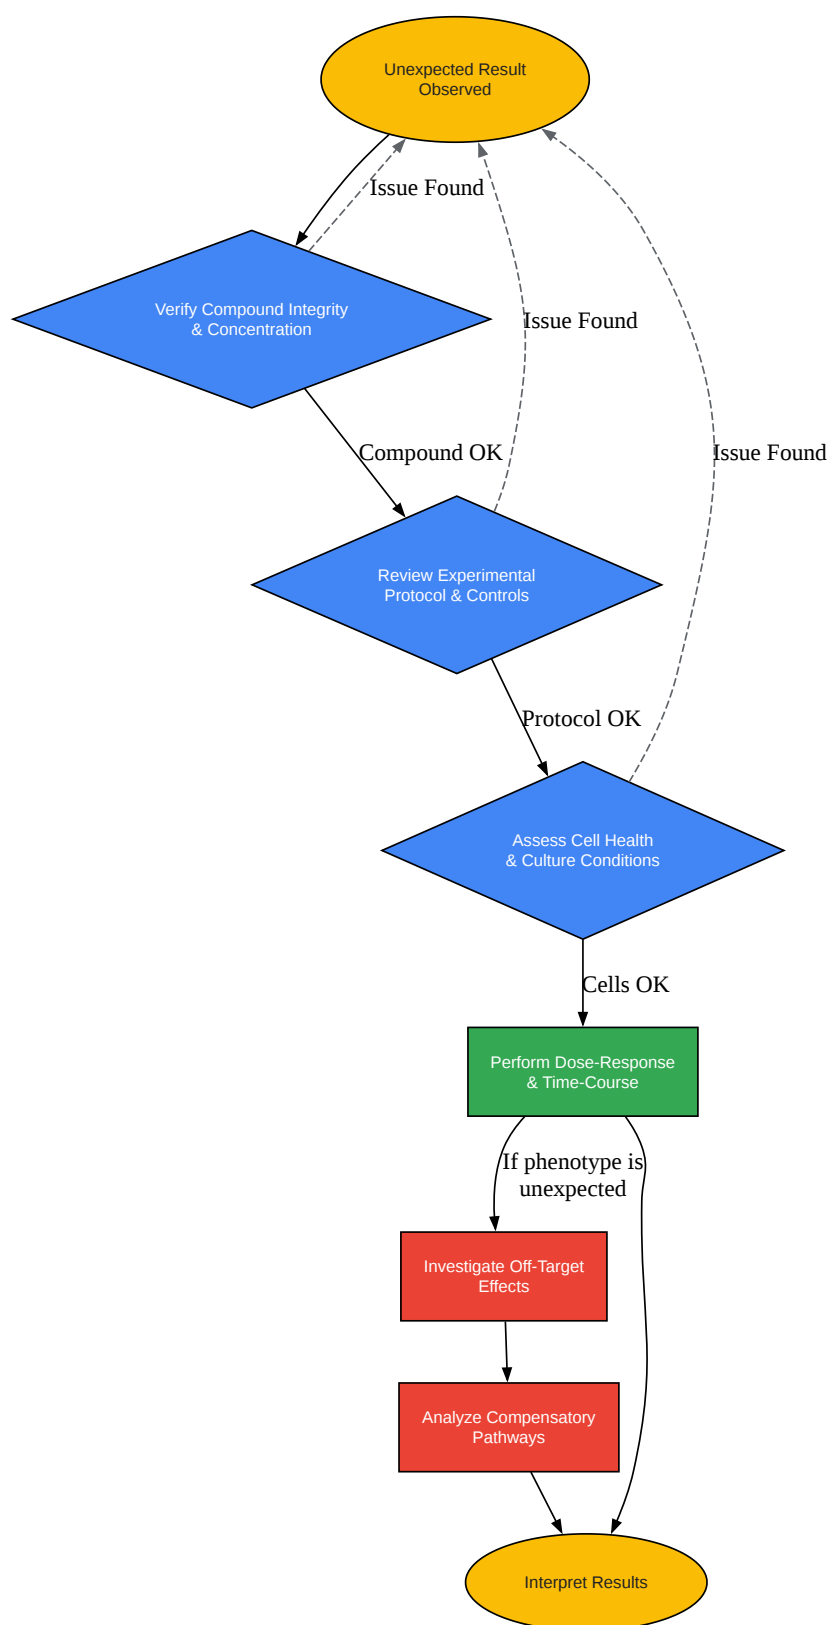 Unexpected Result
Observed
Issue Found
Verify Compound Integrity
& Concentration
Issue Found
Compound OK
Issue Found
Review Experimental
Protocol & Controls
Protocol OK
Assess Cell Health
& Culture Conditions
Cells OK
Perform Dose-Response
& Time-Course
If phenotype is
unexpected
Investigate Off-Target
Effects
Analyze Compensatory
Pathways
Interpret Results